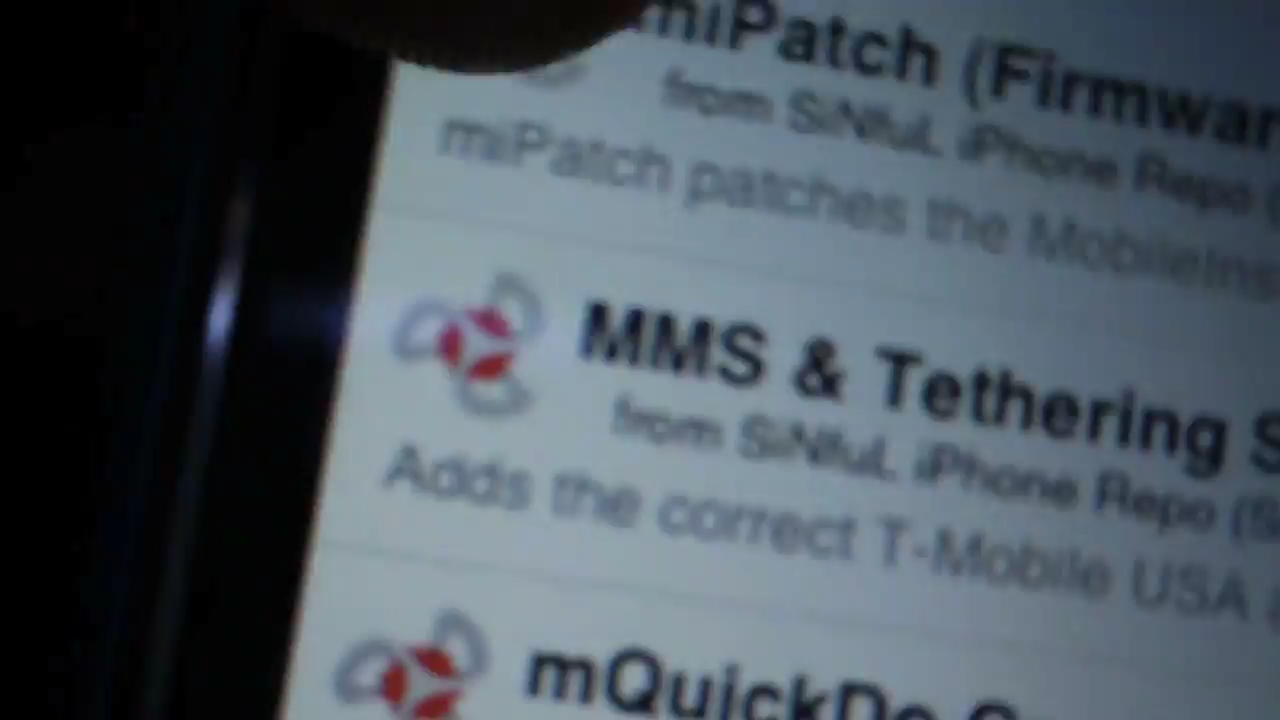 miPatch (Firmwar
from SiNfuL iPhone Repo
miPatch patches the MobileIns
MMS & Tethering S
from SiNfuL iPhone Repo (S
Adds the correct T-Mobile USA
mQuickDo